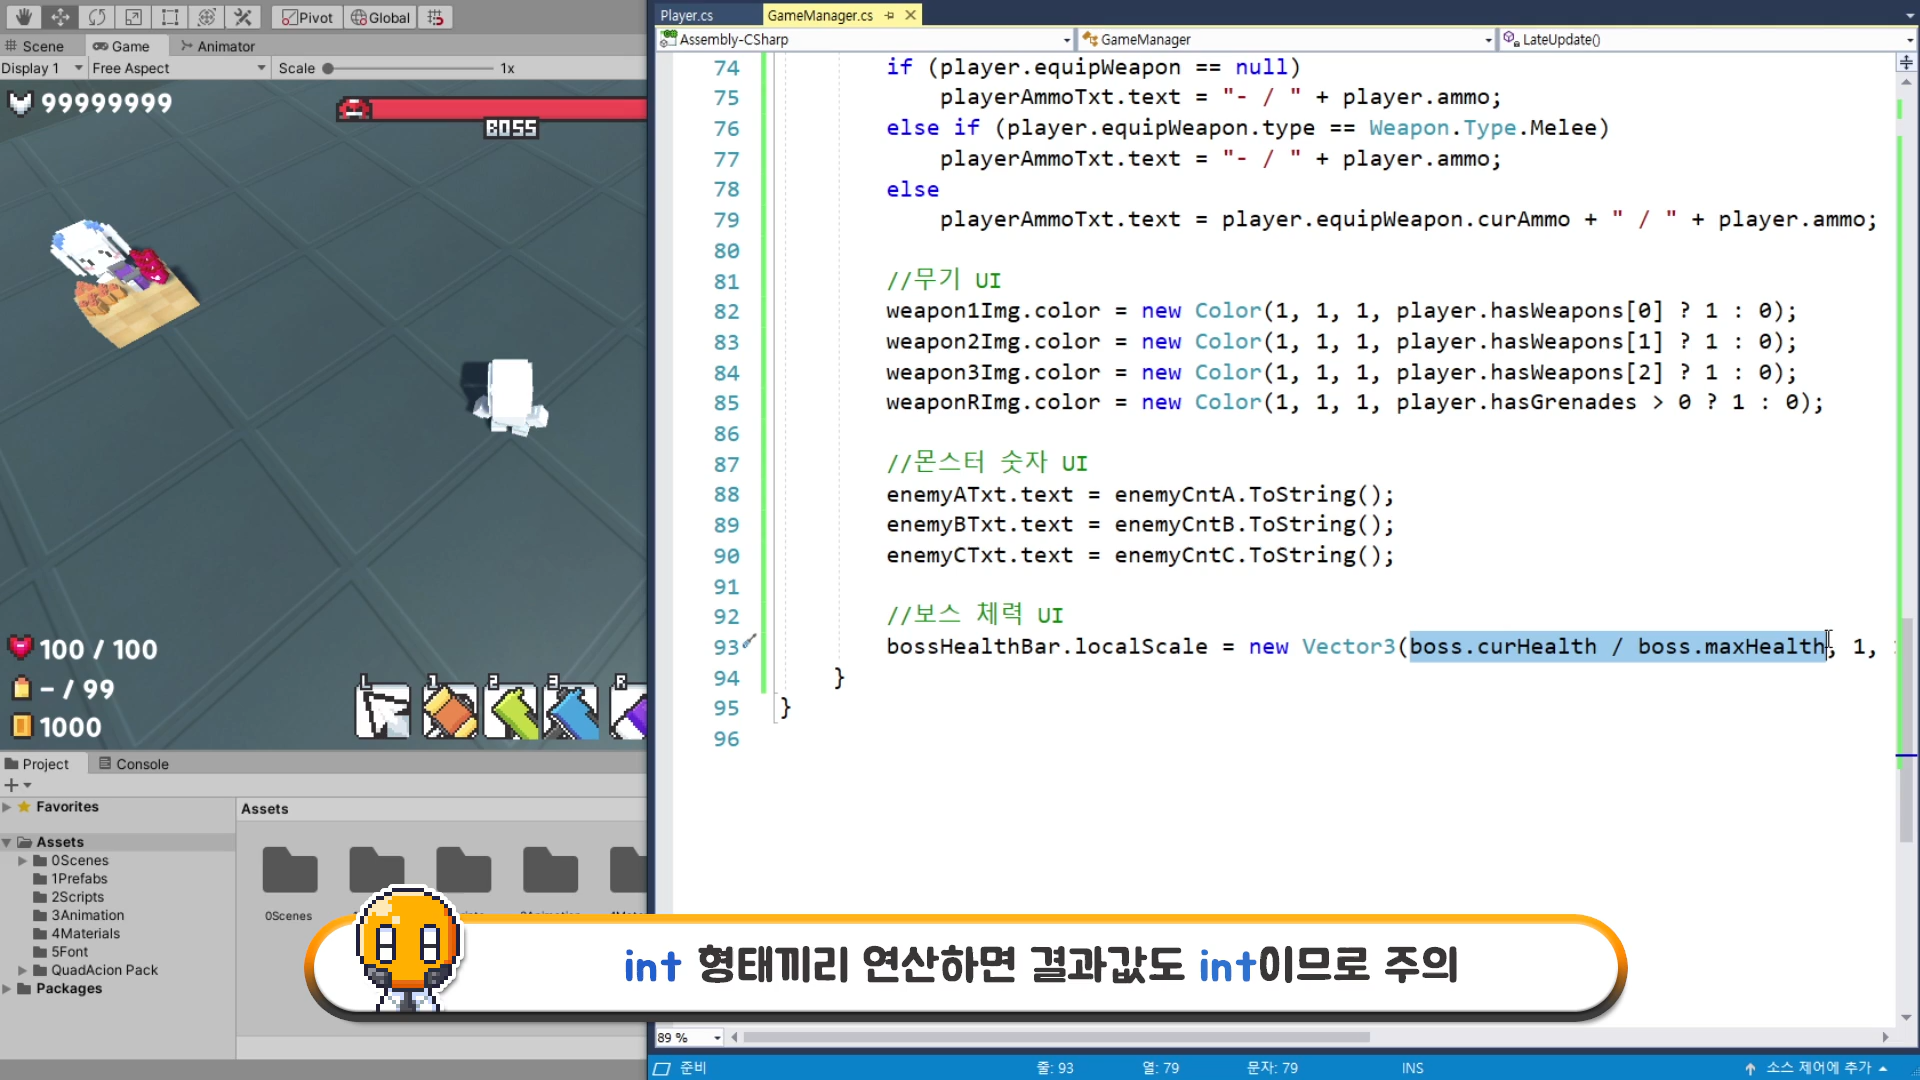 Pivot
Global
Scene
Game
Animator
Display 1
Free Aspect
Scale
1x
99999999
BOSS
100 / 100
- / 99
1000
L
1
2
3
R
Project
Console
Favorites
Assets
0Scenes
1Prefabs
2Scripts
3Animation
4Materials
5Font
QuadAcion Pack
Packages
Assets
0Scenes
Player.cs
GameManager.cs
Assembly-CSharp
GameManager
LateUpdate()
74 if (player.equipWeapon == null)
75 playerAmmoTxt.text = "- / " + player.ammo;
76 else if (player.equipWeapon.type == Weapon.Type.Melee)
77 playerAmmoTxt.text = "- / " + player.ammo;
78 else
79 playerAmmoTxt.text = player.equipWeapon.curAmmo + " / " + player.ammo;
80
81 //무기 UI
82 weapon1Img.color = new Color(1, 1, 1, player.hasWeapons[0] ? 1 : 0);
83 weapon2Img.color = new Color(1, 1, 1, player.hasWeapons[1] ? 1 : 0);
84 weapon3Img.color = new Color(1, 1, 1, player.hasWeapons[2] ? 1 : 0);
85 weaponRImg.color = new Color(1, 1, 1, player.hasGrenades > 0 ? 1 : 0);
86
87 //몬스터 숫자 UI
88 enemyATxt.text = enemyCntA.ToString();
89 enemyBTxt.text = enemyCntB.ToString();
90 enemyCTxt.text = enemyCntC.ToString();
91
92 //보스 체력 UI
93 bossHealthBar.localScale = new Vector3(boss.curHealth / boss.maxHealth, 1,
94 }
95 }
96
int 형태끼리 연산하면 결과값도 int이므로 주의
89 %
준비
줄: 93
열: 79
문자: 79
INS
소스 제어에 추가